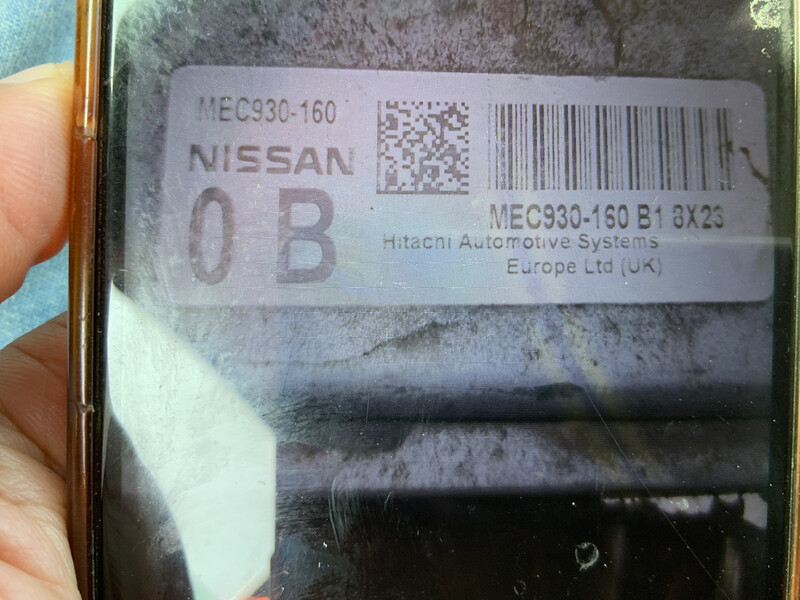 MEC930-160
NISSAN
0 B
MEC930-160 B1 8X23
Hitachi Automotive Systems
Europe Ltd (UK)